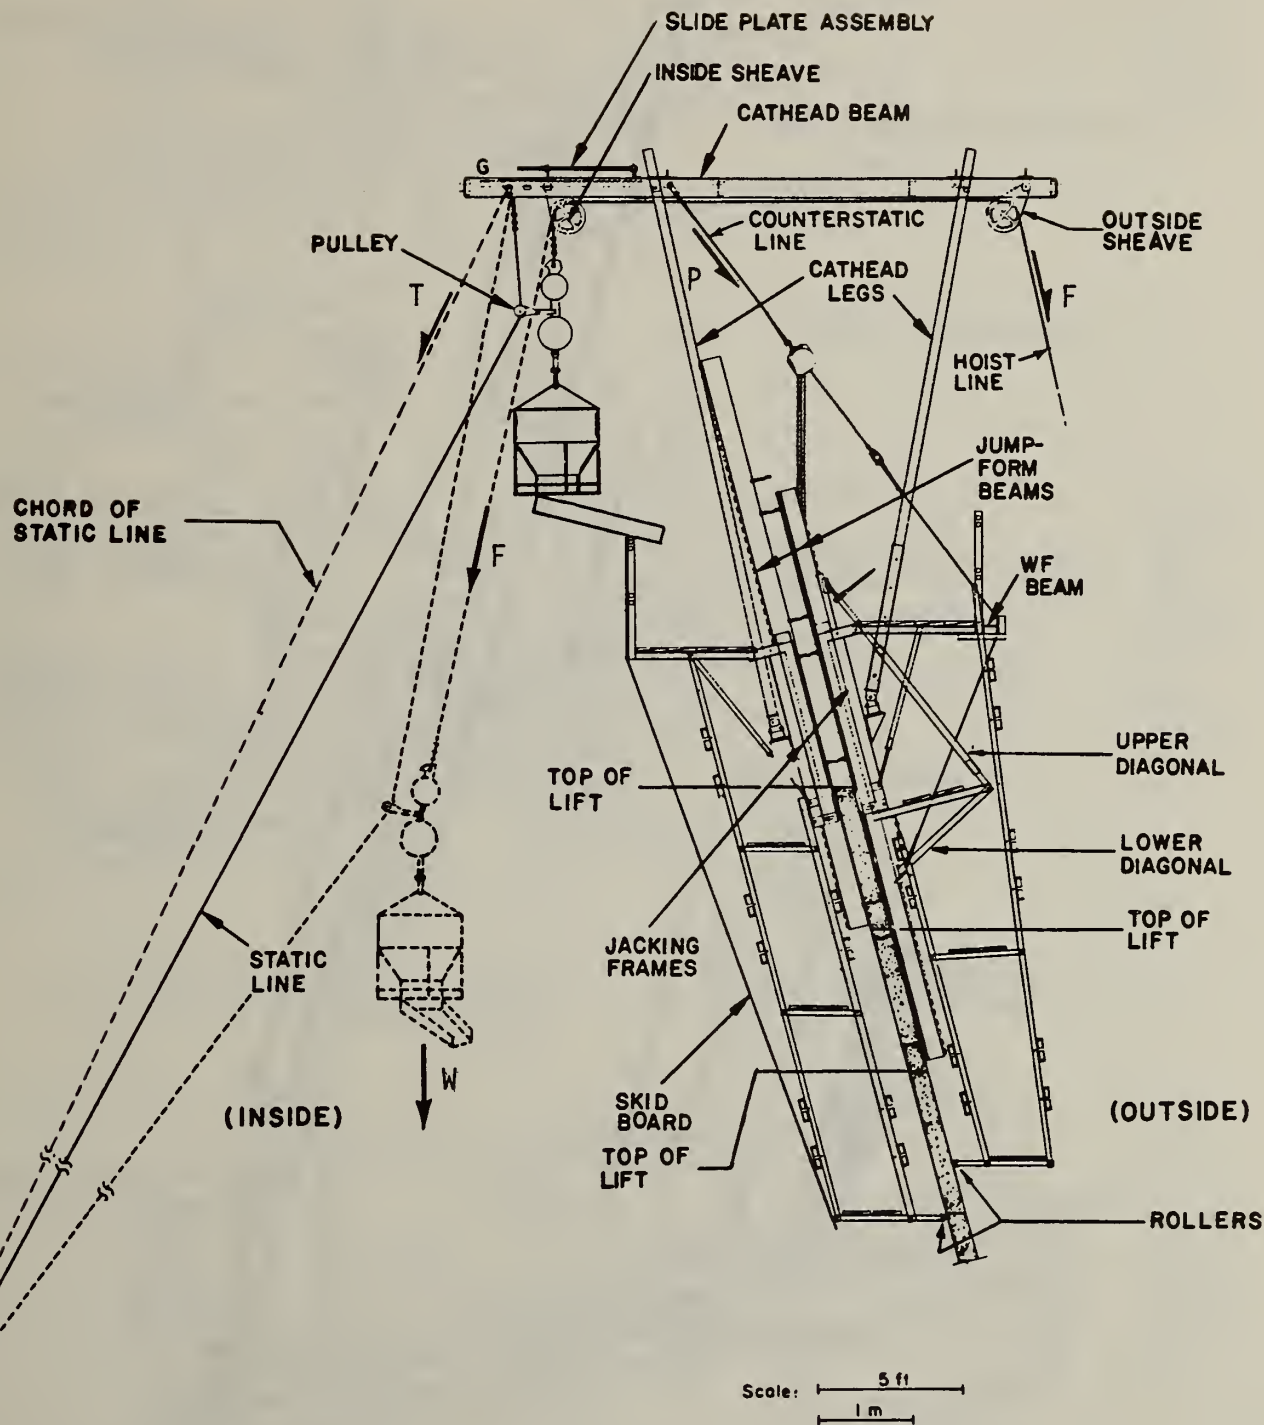 SLIDE PLATE ASSEMBLY
INSIDE SHEAVE
CATHEAD BEAM
G
COUNTERSTATIC
LINE
OUTSIDE
SHEAVE
PULLEY
P
CATHEAD
LEGS
T
F
HOIST
LINE
JUMP-
FORM
BEAMS
CHORD OF
STATIC LINE
F
WF
BEAM
UPPER
DIAGONAL
TOP OF
LIFT
LOWER
DIAGONAL
TOP OF
LIFT
STATIC
LINE
JACKING
FRAMES
W
(INSIDE)
SKID
BOARD
(OUTSIDE)
TOP OF
LIFT
ROLLERS
Scale:
5 ft
1 m